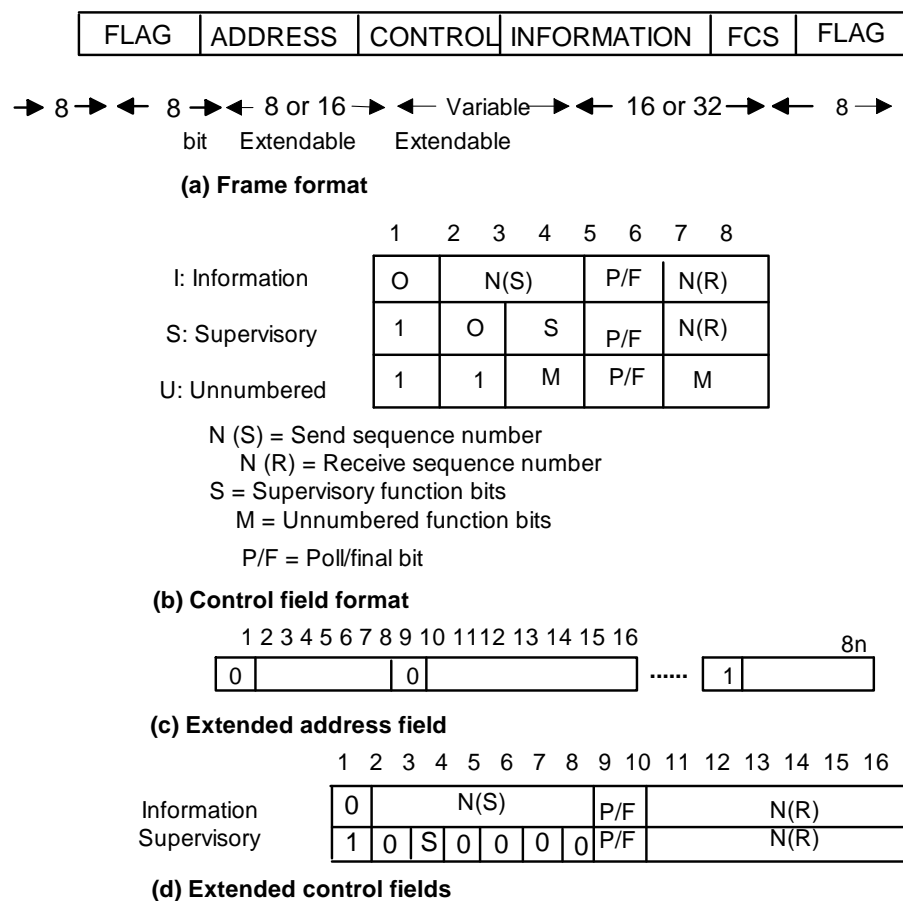 FLAG ADDRESS CONTROL INFORMATION FCS FLAG
8 8 8 or 16 Variable 16 or 32 8
bit Extendable Extendable
(a) Frame format
1 2 3 4 5 6 7 8
I: Information O N(S) P/F N(R)
S: Supervisory 1 O S P/F N(R)
U: Unnumbered 1 1 M P/F M
N (S) = Send sequence number
N (R) = Receive sequence number
S = Supervisory function bits
M = Unnumbered function bits
P/F = Poll/final bit
(b) Control field format
1 2 3 4 5 6 7 8 9 10 1112 13 14 15 16 8n
0 0 ...... 1
(c) Extended address field
1 2 3 4 5 6 7 8 9 10 11 12 13 14 15 16
Information 0 N(S) P/F N(R)
Supervisory 1 0 S 0 0 0 0 P/F N(R)
(d) Extended control fields